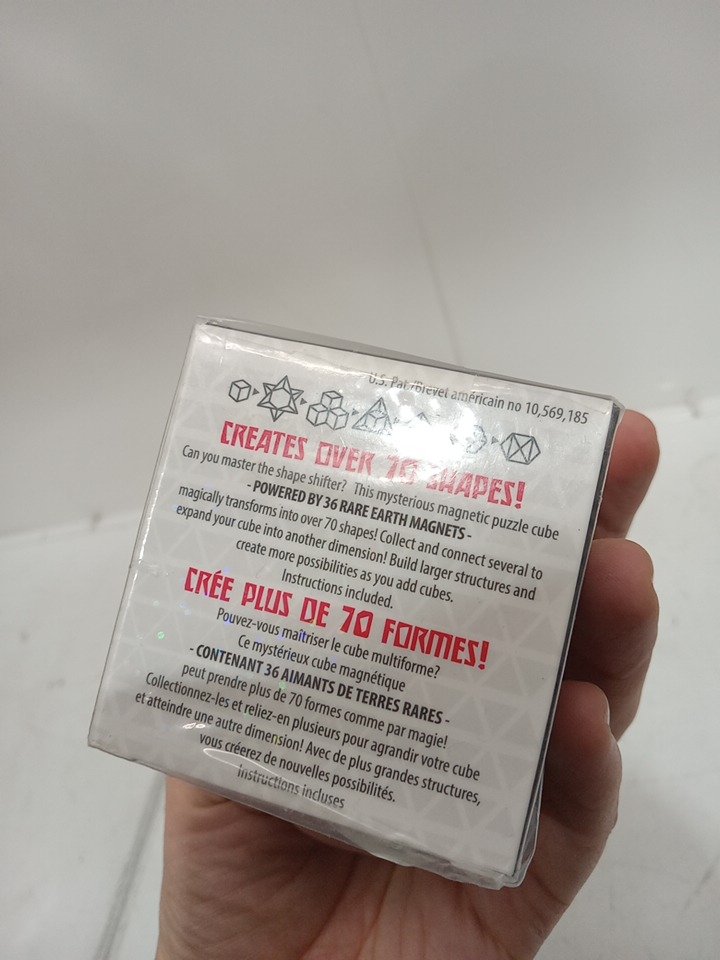 U.S. Pat./Brevet américain no 10,569,185
CREATES OVER 70 SHAPES!
Can you master the shape shifter? This mysterious magnetic puzzle cube
- POWERED BY 36 RARE EARTH MAGNETS -
magically transforms into over 70 shapes! Collect and connect several to
expand your cube into another dimension! Build larger structures and
create more possibilities as you add cubes.
Instructions included.
CRÉE PLUS DE 70 FORMES!
Pouvez-vous maîtriser le cube multiforme?
Ce mystérieux cube magnétique
- CONTENANT 36 AIMANTS DE TERRES RARES -
peut prendre plus de 70 formes comme par magie!
Collectionnez-les et reliez-en plusieurs pour agrandir votre cube
et atteindre une autre dimension! Avec de plus grandes structures,
vous créerez de nouvelles possibilités.
Instructions incluses